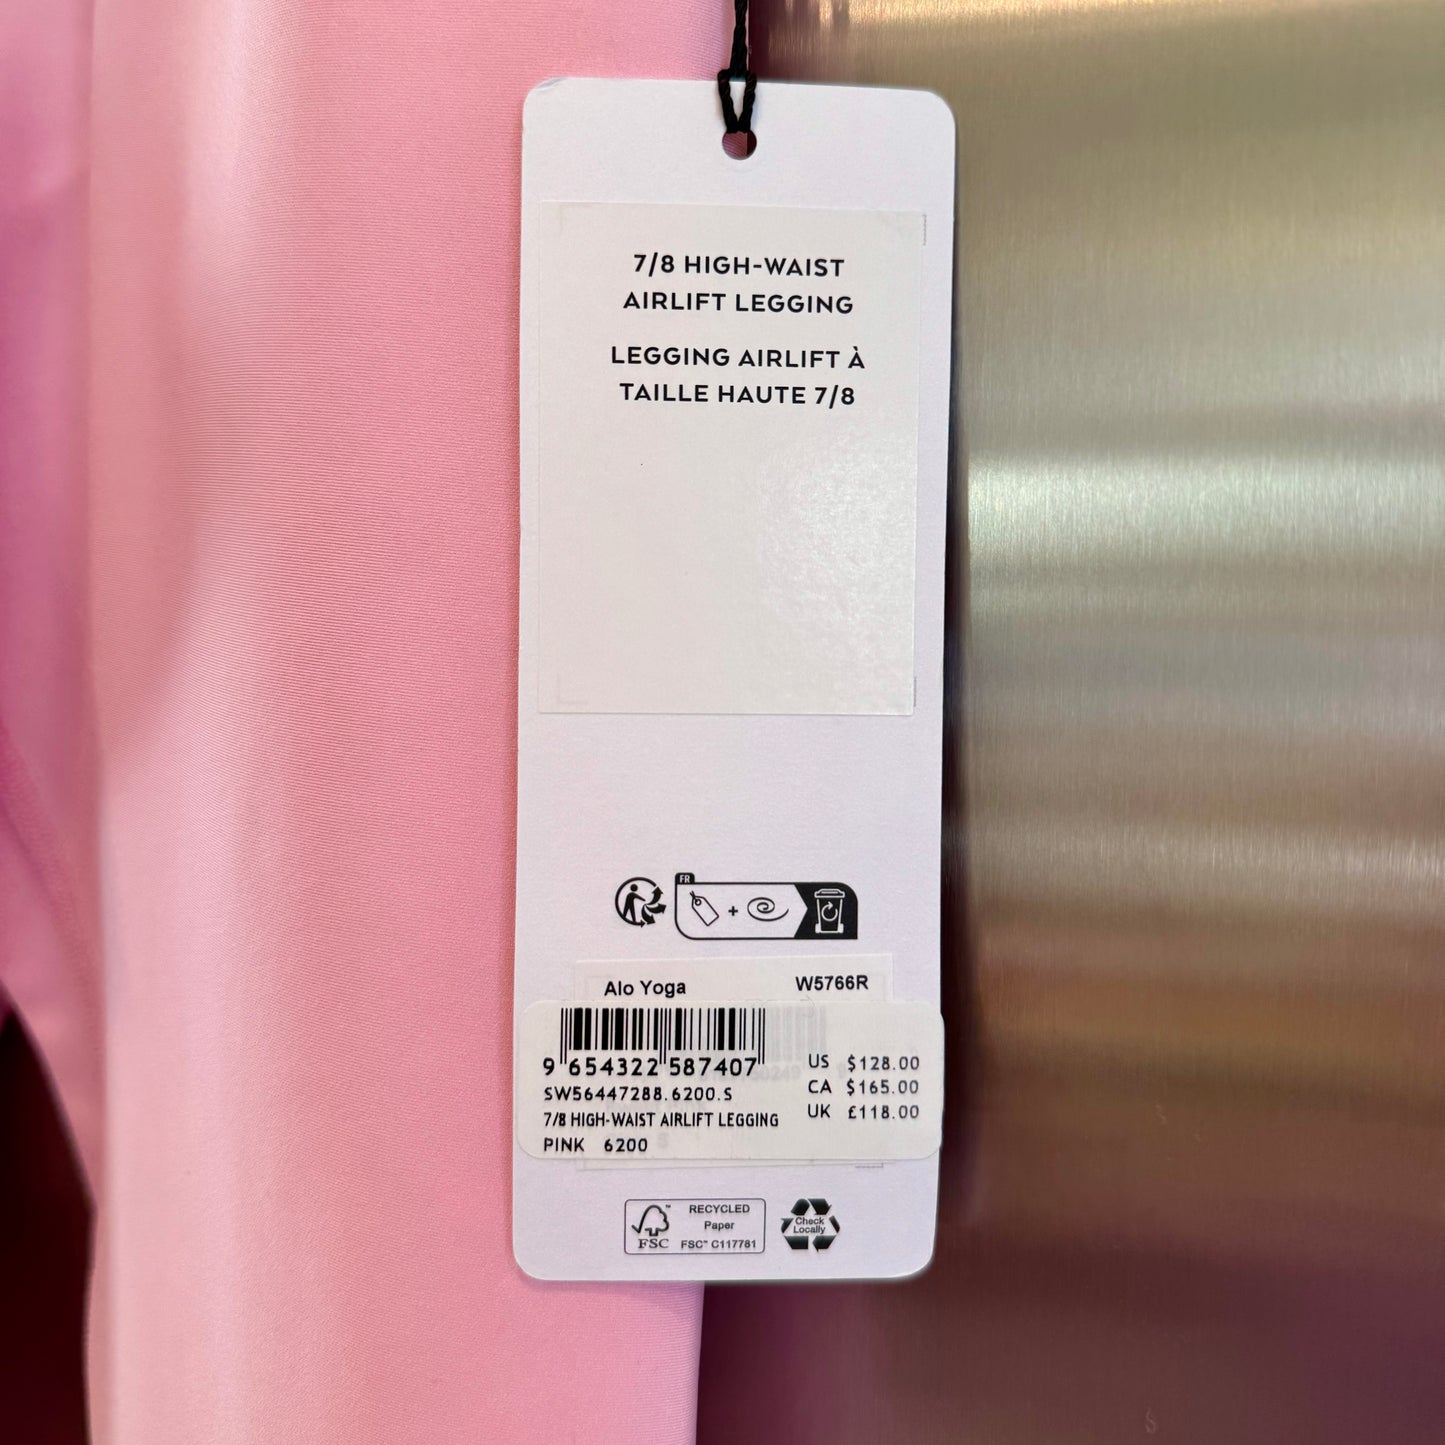 7/8 HIGH-WAIST
AIRLIFT LEGGING
LEGGING AIRLIFT À
TAILLE HAUTE 7/8
FR
+
Alo Yoga W5766R
9 654322 587407
SW56447288.6200.S
7/8 HIGH-WAIST AIRLIFT LEGGING
PINK 6200
US $128.00
CA $165.00
UK £118.00
FSC™
RECYCLED
Paper
FSC™ C117781
Check
Locally